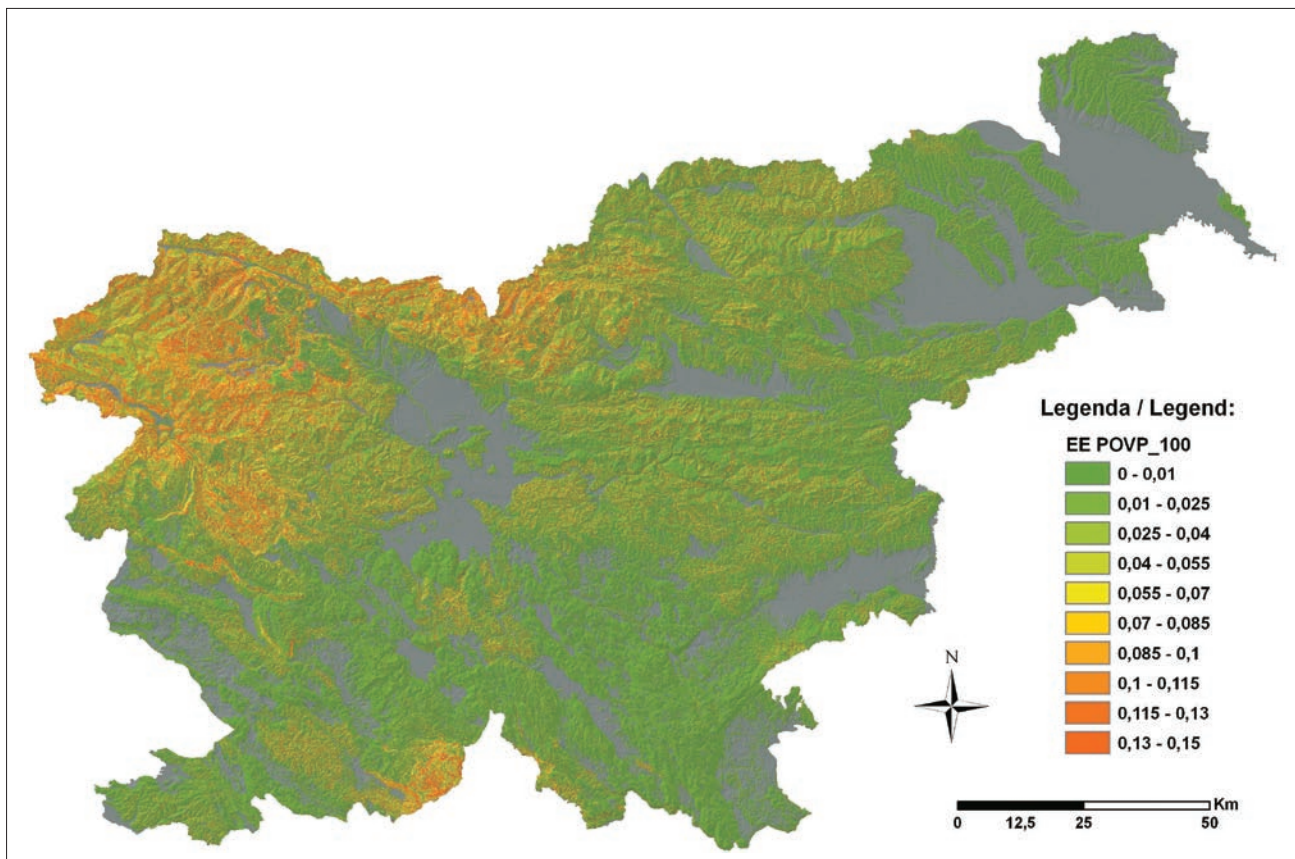 Legenda / Legend:
EE POVP_100
0 - 0,01
0,01 - 0,025
0,025 - 0,04
0,04 - 0,055
0,055 - 0,07
0,07 - 0,085
0,085 - 0,1
0,1 - 0,115
0,115 - 0,13
0,13 - 0,15
N
Km
0 12,5 25 50